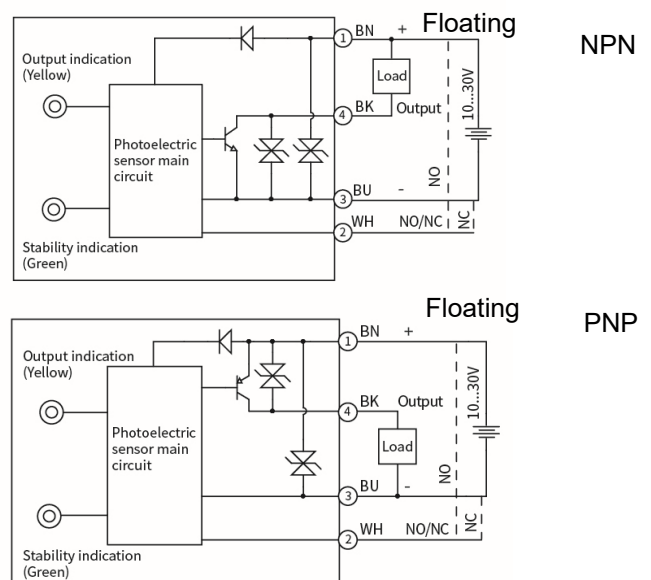 Floating
NPN
1 BN +
Output indication
(Yellow)
Load
10...30V
4 BK Output
Photoelectric
sensor main
circuit
NO
3 BU -
2 WH NO/NC
NC
Stability indication
(Green)
Floating
PNP
1 BN +
Output indication
(Yellow)
10...30V
4 BK Output
Photoelectric
sensor main
circuit
Load
NO
3 BU -
2 WH NO/NC
NC
Stability indication
(Green)